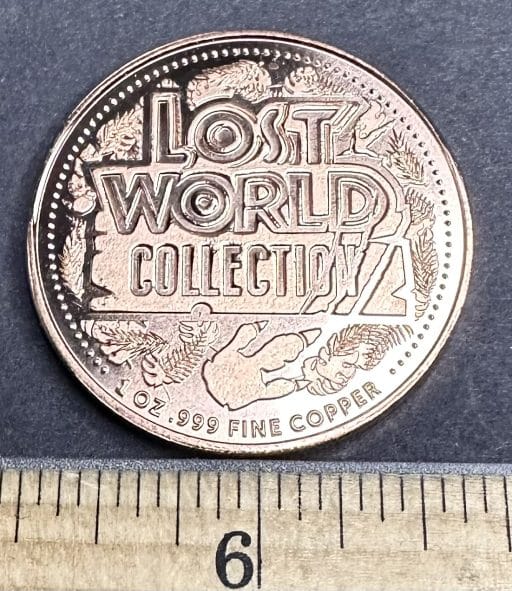 LOST
WORLD
COLLECTION
1 OZ .999 FINE COPPER
6